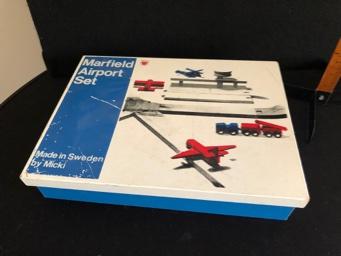 Marfield
Airport
Set
Made in Sweden
by Micki